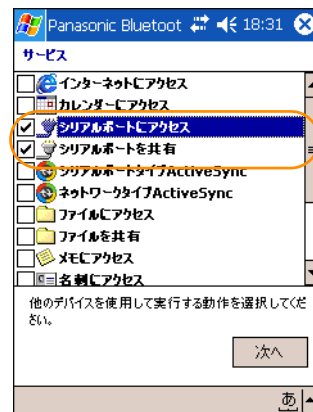 Panasonic Bluetoot 18:31
サービス
インターネットにアクセス
カレンダーにアクセス
シリアルポートにアクセス
シリアルポートを共有
シリアルポートタイプActiveSync
ネットワークタイプActiveSync
ファイルにアクセス
ファイルを共有
メモにアクセス
名刺にアクセス
他のデバイスを使用して実行する動作を選択してくだ
さい。
次へ
あ